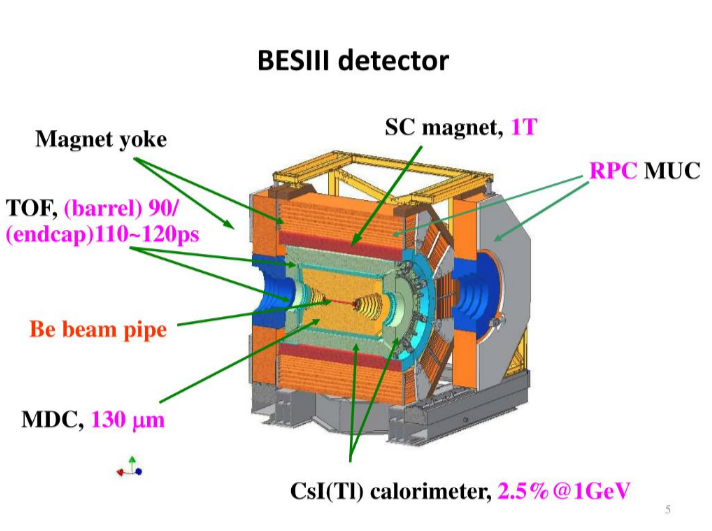 BESIII detector
SC magnet, 1T
Magnet yoke
RPC MUC
TOF, (barrel) 90/
(endcap)110~120ps
Be beam pipe
MDC, 130 μm
CsI(Tl) calorimeter, 2.5%@1GeV
5